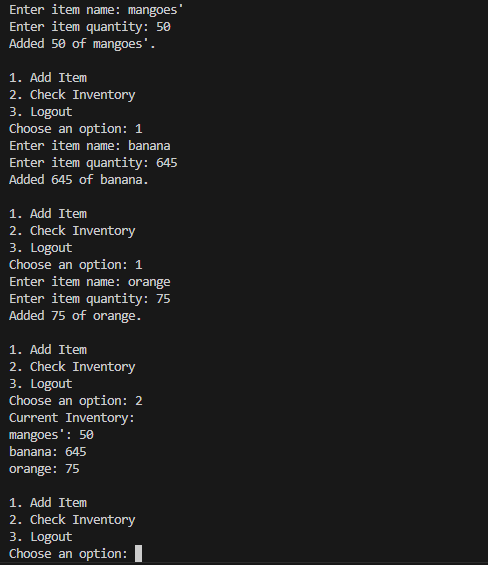 Enter item name: mangoes'
Enter item quantity: 50
Added 50 of mangoes'.
1. Add Item
2. Check Inventory
3. Logout
Choose an option: 1
Enter item name: banana
Enter item quantity: 645
Added 645 of banana.
1. Add Item
2. Check Inventory
3. Logout
Choose an option: 1
Enter item name: orange
Enter item quantity: 75
Added 75 of orange.
1. Add Item
2. Check Inventory
3. Logout
Choose an option: 2
Current Inventory:
mangoes': 50
banana: 645
orange: 75
1. Add Item
2. Check Inventory
3. Logout
Choose an option: